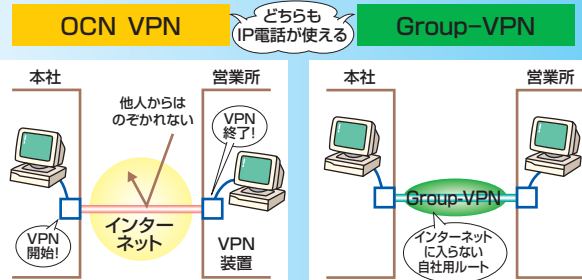 OCN VPN
どちらも
IP電話が使える
Group-VPN
本社
営業所
他人からは
のぞかれない
VPN
終了!
インター
ネット
VPN
開始!
VPN
装置
本社
営業所
Group-VPN
インターネット
に入らない
自社用ルート